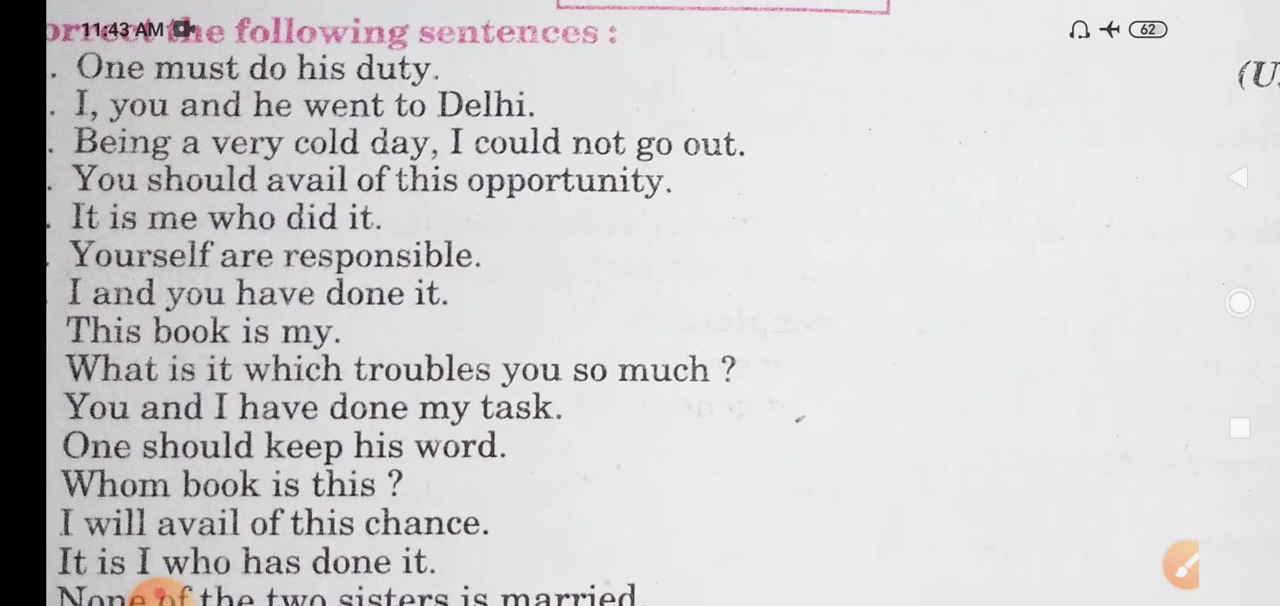 orrect the following sentences :
11:43 AM
62
. One must do his duty.
(U.
. I, you and he went to Delhi.
. Being a very cold day, I could not go out.
. You should avail of this opportunity.
. It is me who did it.
. Yourself are responsible.
I and you have done it.
This book is my.
What is it which troubles you so much ?
You and I have done my task.
One should keep his word.
Whom book is this ?
I will avail of this chance.
It is I who has done it.
None of the two sisters is married.